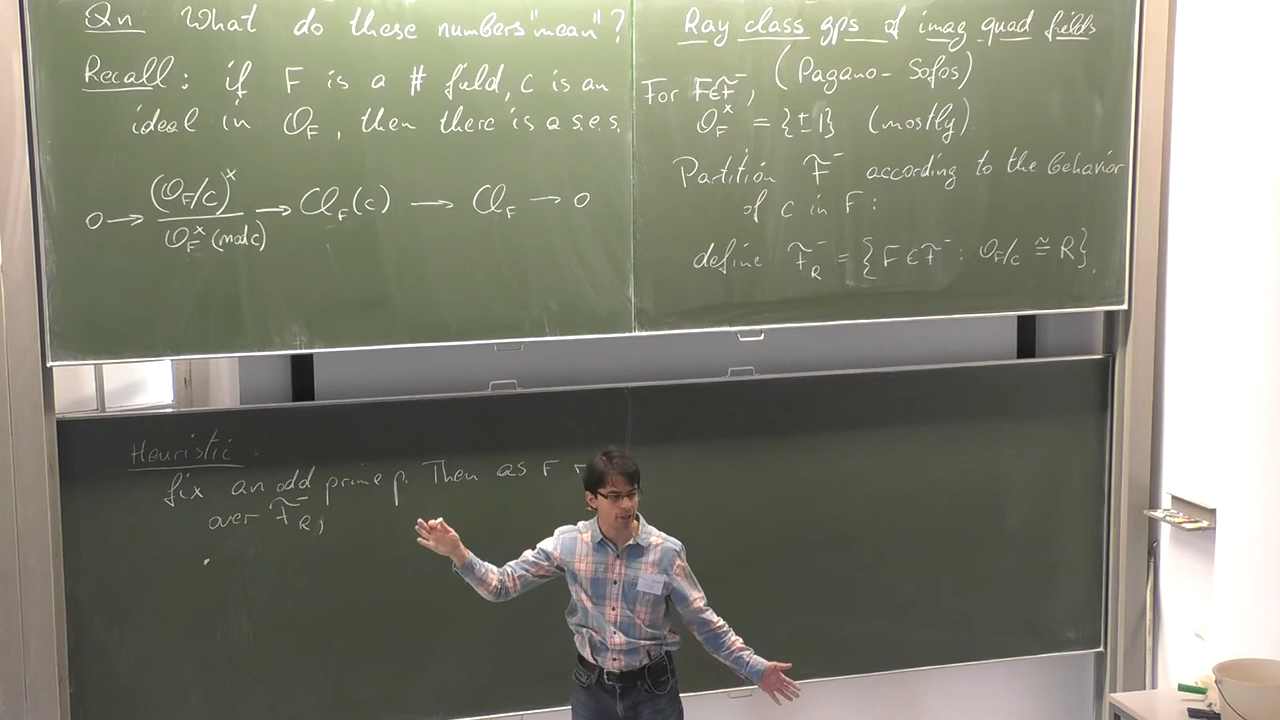 Qn What do these numbers "mean"?
Recall: if F is a # field, c is an
ideal in O_F, then there is a s.e.s.
0 → (O_F/c)^x / O_F^x (mod c) → Cl_F(c) → Cl_F → 0
Ray class gps of imag quad fields
(Pagano-Sofos)
For F∈F̃^-,
O_F^x = {±1} (mostly)
Partition F̃^- according to the behavior
of c in F:
define F̃_R^- = {F∈F̃^- : O_F/c ≅ R}.
Heuristic:
fix an odd prime p. Then as F
over F̃_R^-,